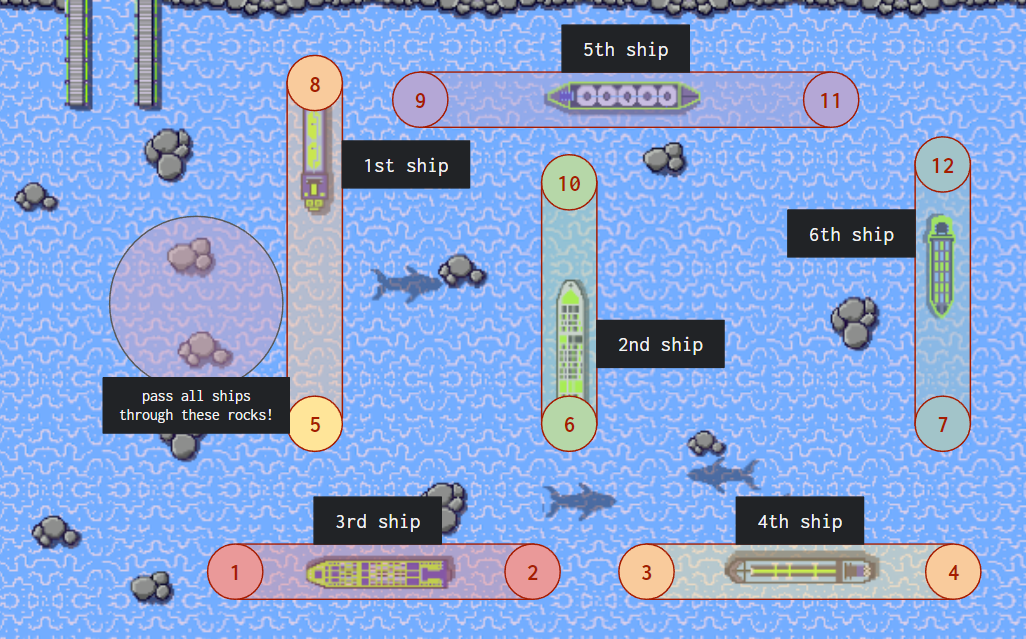 5th ship
8
9
11
1st ship
12
10
6th ship
2nd ship
pass all ships
through these rocks!
5
6
7
3rd ship
4th ship
1
2
3
4